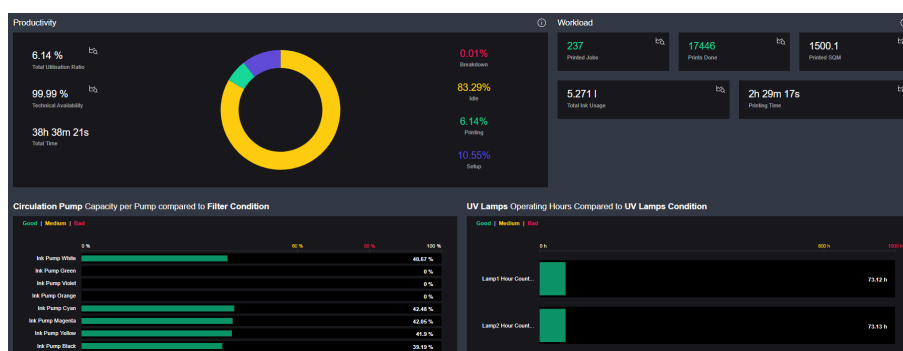 Productivity
6.14 %
Total Utilisation Ratio
99.99 %
Technical Availability
38h 38m 21s
Total Time
0.01%
Breakdown
83.29%
Idle
6.14%
Printing
10.55%
Setup
Workload
237
Printed Jobs
17446
Prints Done
1500.1
Printed SQM
5.271 l
Total Ink Usage
2h 29m 17s
Printing Time
Circulation Pump Capacity per Pump compared to Filter Condition
Good | Medium | Bad
0 % 60 % 80 % 100 %
Ink Pump White 40.67 %
Ink Pump Green 0 %
Ink Pump Violet 0 %
Ink Pump Orange 0 %
Ink Pump Cyan 42.46 %
Ink Pump Magenta 42.05 %
Ink Pump Yellow 41.9 %
Ink Pump Black 39.19 %
UV Lamps Operating Hours Compared to UV Lamps Condition
Good | Medium | Bad
0 h 800 h 1000 h
Lamp1 Hour Count... 73.12 h
Lamp2 Hour Count... 73.13 h